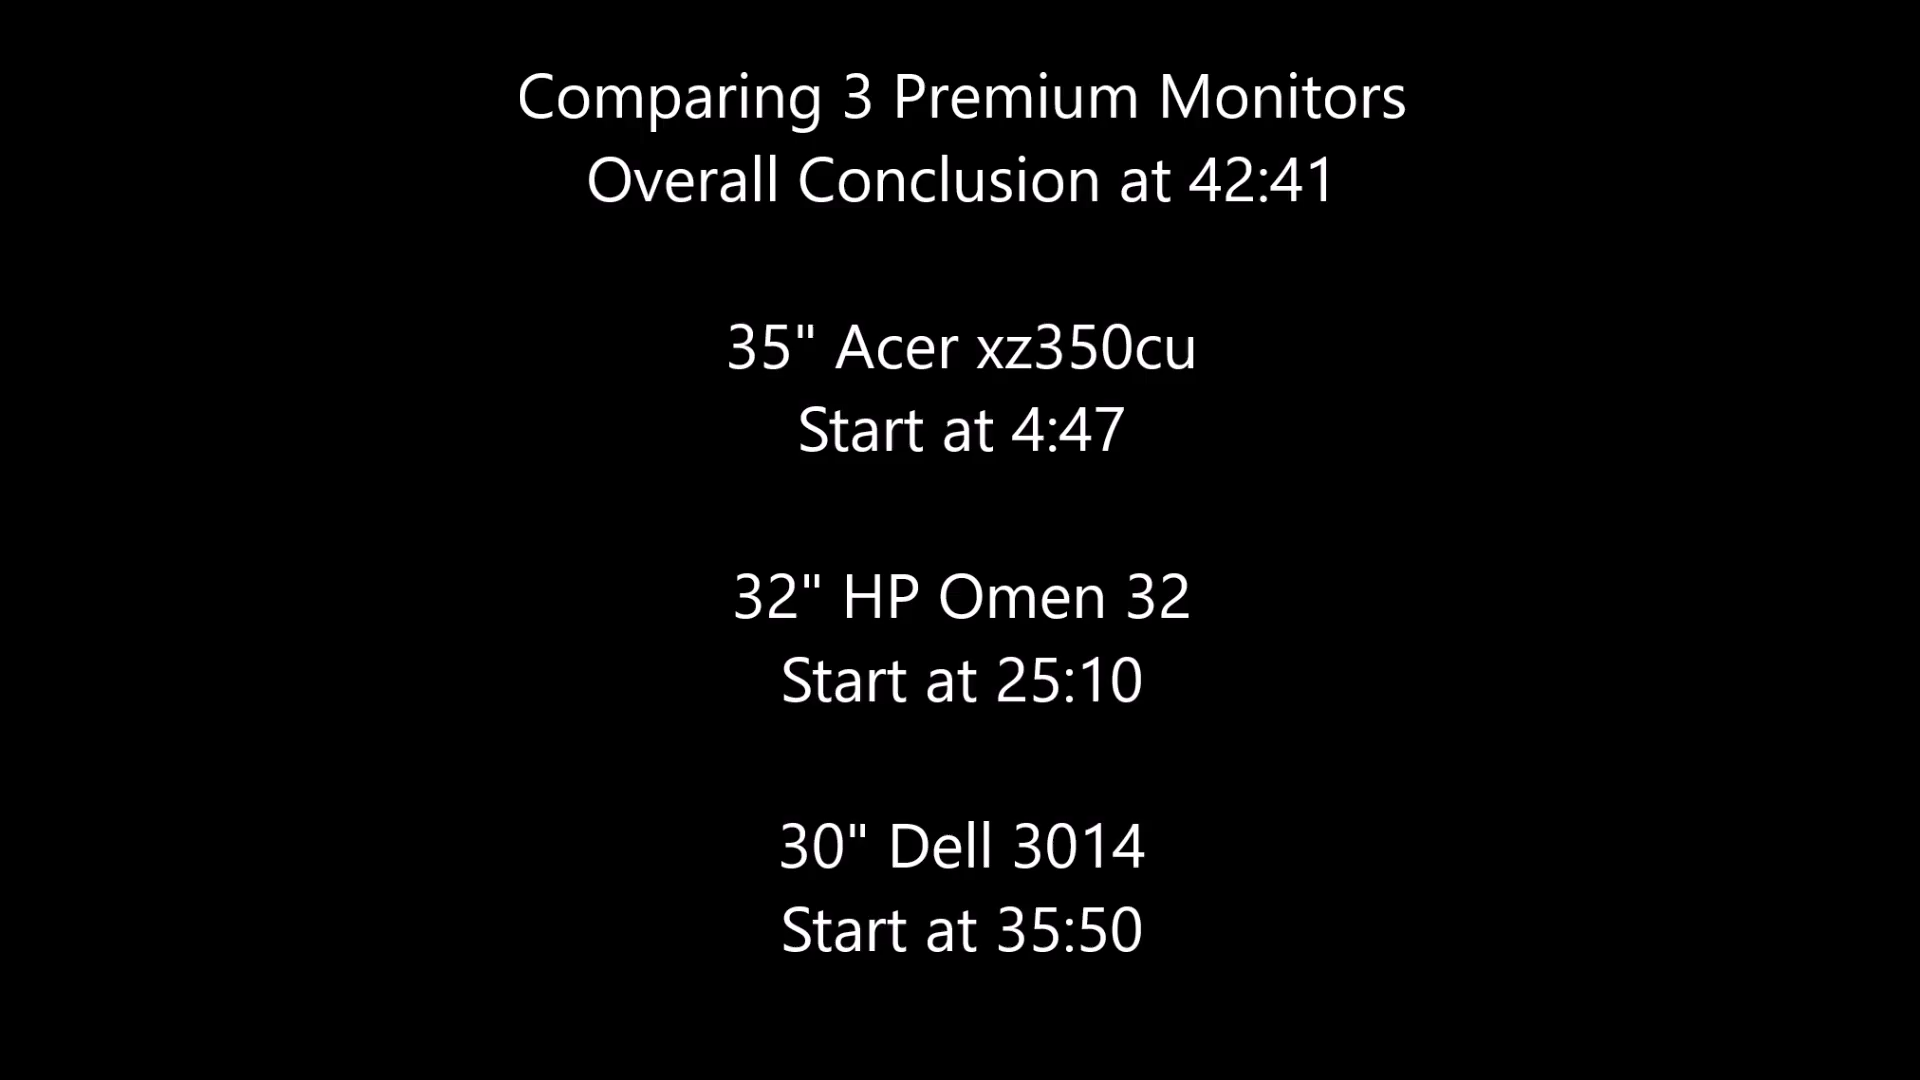 Comparing 3 Premium Monitors
Overall Conclusion at 42:41
35" Acer xz350cu
Start at 4:47
32" HP Omen 32
Start at 25:10
30" Dell 3014
Start at 35:50